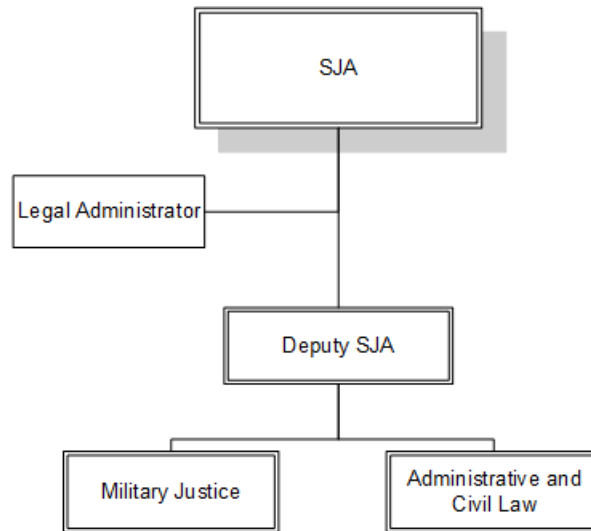 SJA
Legal Administrator
Deputy SJA
Military Justice
Administrative and
Civil Law